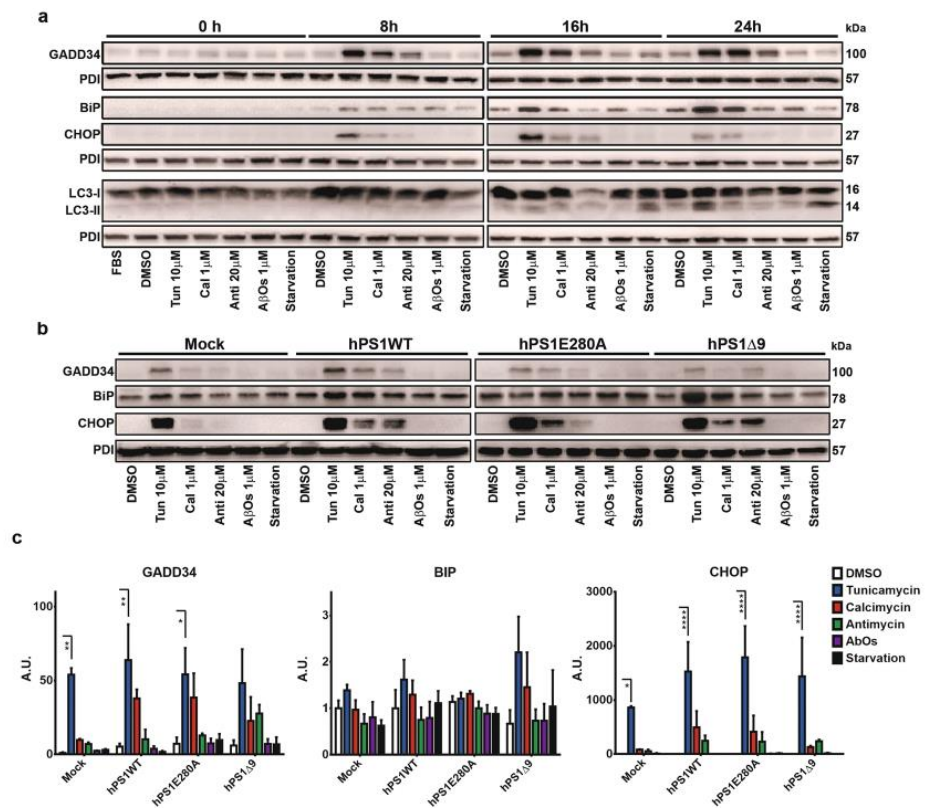 a
0 h 8h 16h 24h kDa
GADD34 100
PDI 57
BiP 78
CHOP 27
PDI 57
LC3-I 16
LC3-II 14
PDI 57
FBS DMSO Tun 10µM Cal 1µM Anti 20µM AβOs 1µM Starvation DMSO Tun 10µM Cal 1µM Anti 20µM AβOs 1µM Starvation DMSO Tun 10µM Cal 1µM Anti 20µM AβOs 1µM Starvation DMSO Tun 10µM Cal 1µM Anti 20µM AβOs 1µM Starvation
b
Mock hPS1WT hPS1E280A hPS1Δ9 kDa
GADD34 100
BiP 78
CHOP 27
PDI 57
DMSO Tun 10µM Cal 1µM Anti 20µM AβOs 1µM Starvation DMSO Tun 10µM Cal 1µM Anti 20µM AβOs 1µM Starvation DMSO Tun 10µM Cal 1µM Anti 20µM AβOs 1µM Starvation DMSO Tun 10µM Cal 1µM Anti 20µM AβOs 1µM Starvation
c
GADD34
A.U.
100
50
0
** ** *
Mock hPS1WT hPS1E280A hPS1Δ9
BIP
A.U.
3
2
1
0
Mock hPS1WT hPS1E280A hPS1Δ9
CHOP
A.U.
3000
2000
1000
0
* **** **** ****
Mock hPS1WT hPS1E280A hPS1Δ9
DMSO
Tunicamycin
Calcimycin
Antimycin
AbOs
Starvation